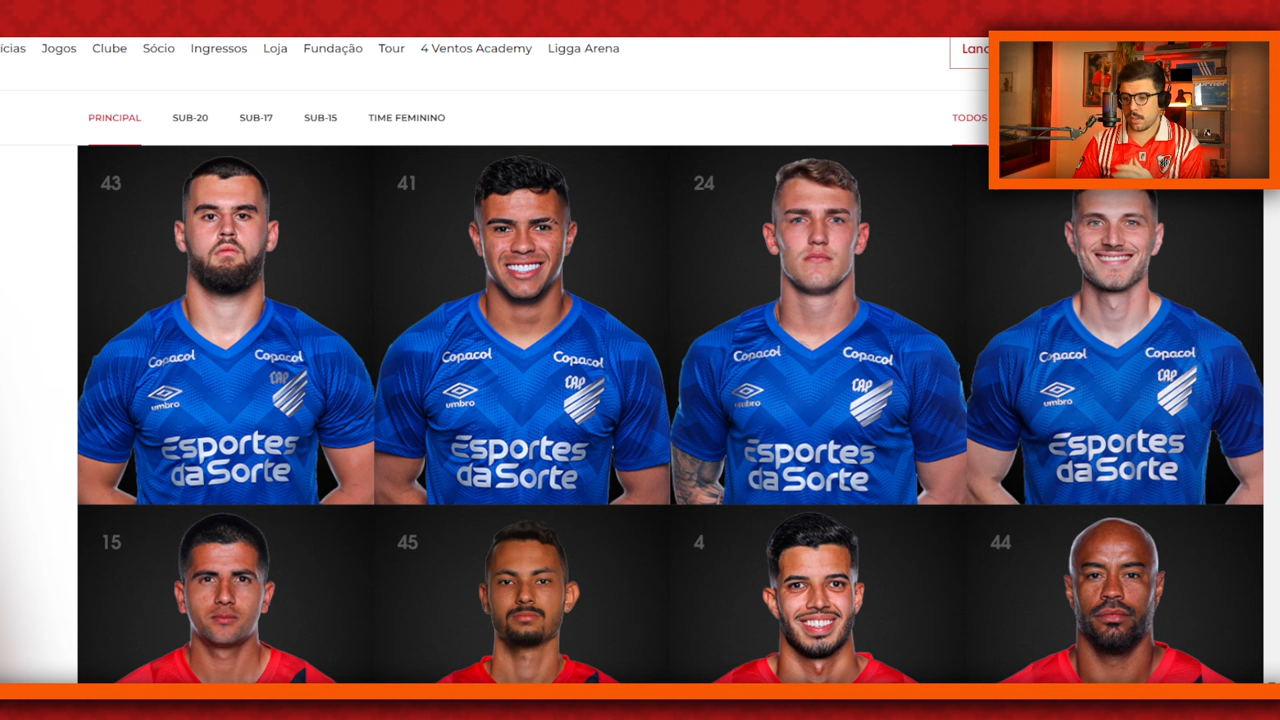 ícias Jogos Clube Sócio Ingressos Loja Fundação Tour 4 Ventos Academy Ligga Arena
PRINCIPAL SUB-20 SUB-17 SUB-15 TIME FEMININO TODOS
43 41 24
Copacol Copacol Copacol Copacol Copacol Copacol Copacol Copacol
CAP CAP CAP CAP
umbro umbro umbro umbro
Esportes Esportes Esportes Esportes
da Sorte da Sorte da Sorte da Sorte
15 45 4 44